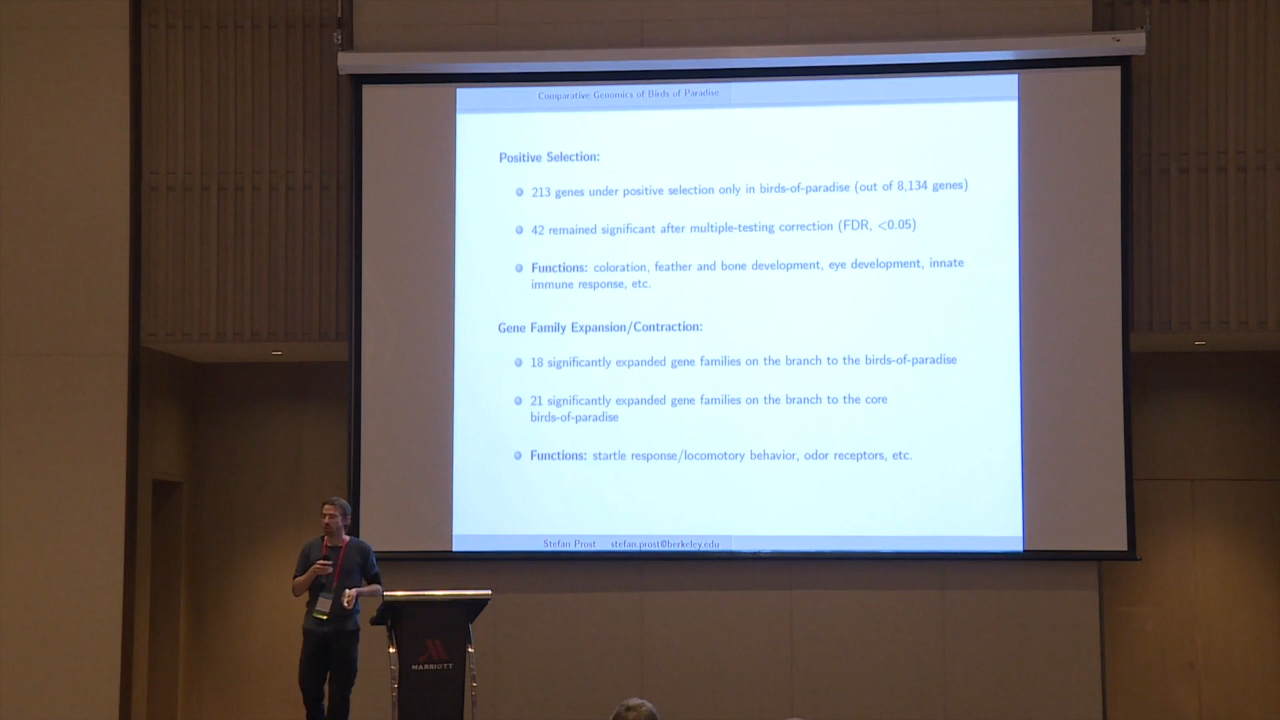 Comparative Genomics of Birds of Paradise
Positive Selection:
213 genes under positive selection only in birds-of-paradise (out of 8,134 genes)
42 remained significant after multiple-testing correction (FDR, <0.05)
Functions: coloration, feather and bone development, eye development, innate
immune response, etc.
Gene Family Expansion/Contraction:
18 significantly expanded gene families on the branch to the birds-of-paradise
21 significantly expanded gene families on the branch to the core
birds-of-paradise
Functions: startle response/locomotory behavior, odor receptors, etc.
Stefan Prost stefan.prost@berkeley.edu
MARRIOTT